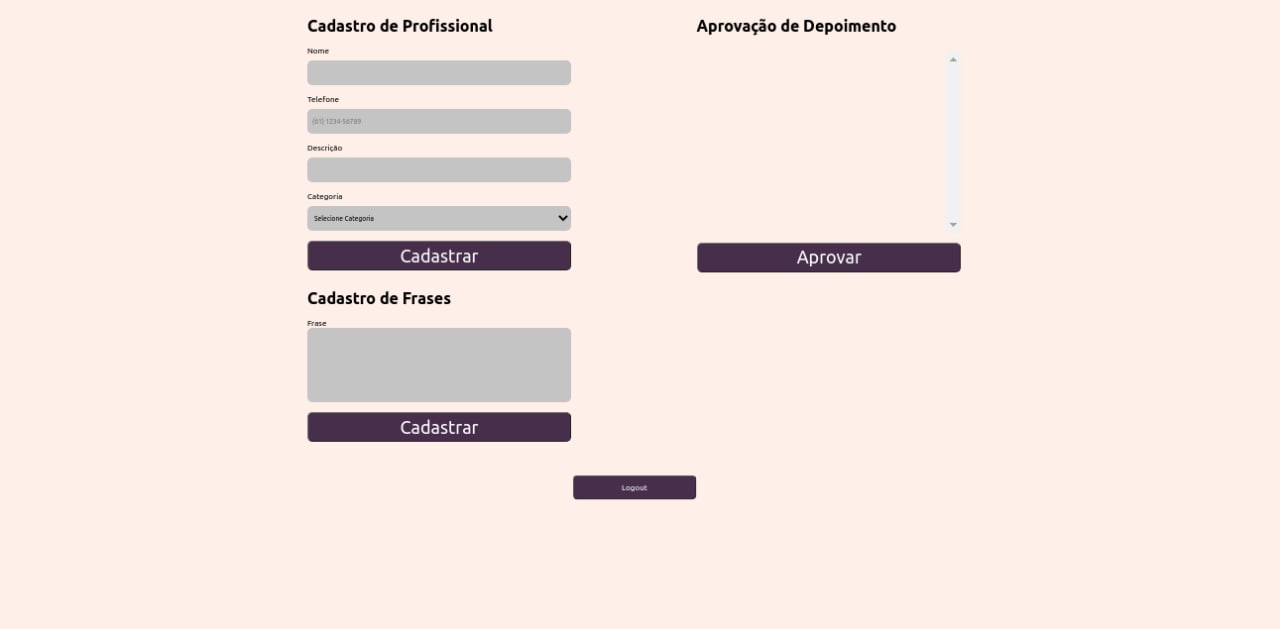 Cadastro de Profissional
Nome
Telefone
(61) 1234-56789
Descrição
Categoria
Selecione Categoria
Cadastrar
Cadastro de Frases
Frase
Cadastrar
Aprovação de Depoimento
Aprovar
Logout